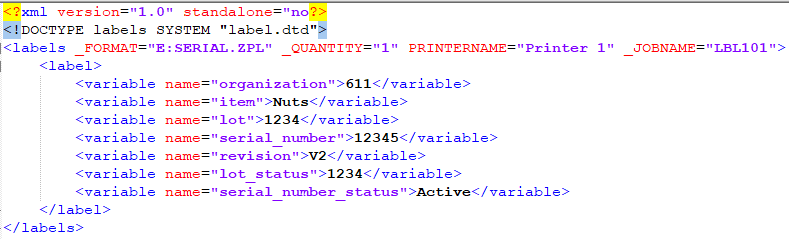 <?xml version="1.0" standalone="no?>
<!DOCTYPE labels SYSTEM "label.dtd">
<labels _FORMAT="E:SERIAL.ZPL" _QUANTITY="1" PRINTERNAME="Printer 1" _JOBNAME="LBL101">
<label>
<variable name="organization">611</variable>
<variable name="item">Nuts</variable>
<variable name="lot">1234</variable>
<variable name="serial_number">12345</variable>
<variable name="revision">V2</variable>
<variable name="lot_status">1234</variable>
<variable name="serial_number_status">Active</variable>
</label>
</labels>